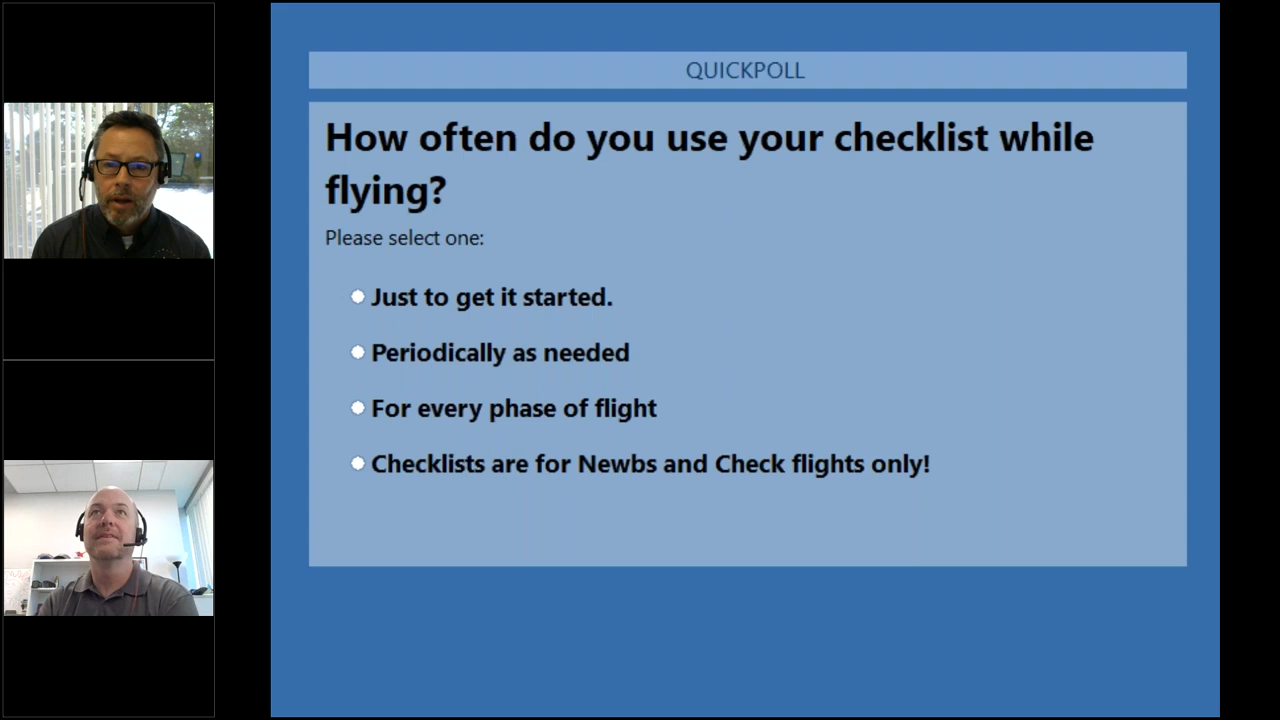 QUICKPOLL
How often do you use your checklist while
flying?
Please select one:
Just to get it started.
Periodically as needed
For every phase of flight
Checklists are for Newbs and Check flights only!